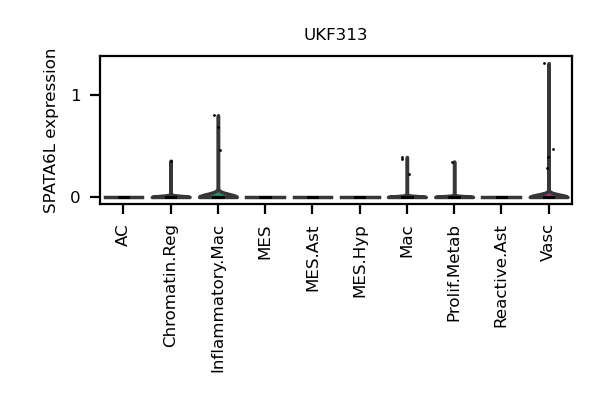 UKF313
SPATA6L expression
1
0
AC
Chromatin.Reg
Inflammatory.Mac
MES
MES.Ast
MES.Hyp
Mac
Prolif.Metab
Reactive.Ast
Vasc